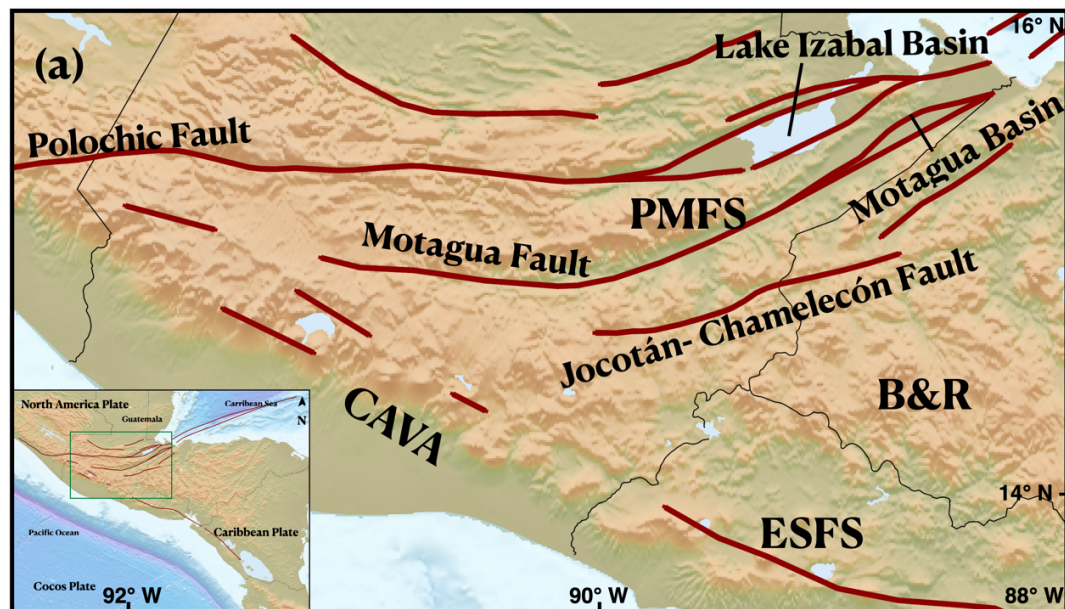 (a)
16° N
Lake Izabal Basin
Polochic Fault
Motagua Basin
PMFS
Motagua Fault
Jocotán- Chamelecón Fault
B&R
CAVA
North America Plate
Guatemala
Carribean Sea
N
Pacific Ocean
Caribbean Plate
Cocos Plate
ESFS
14° N
92° W
90° W
88° W